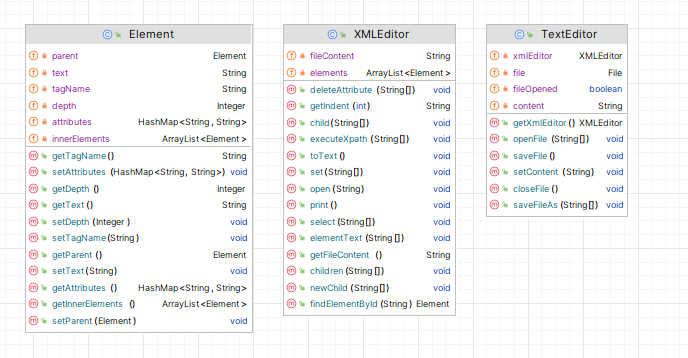 Element
parent Element
text String
tagName String
depth Integer
attributes HashMap<String, String>
innerElements ArrayList<Element>
getTagName() String
setAttributes (HashMap<String, String>) void
getDepth () Integer
getText () String
setDepth (Integer) void
setTagName(String) void
getParent () Element
setText(String) void
getAttributes () HashMap<String, String>
getInnerElements () ArrayList<Element>
setParent (Element) void
XMLEditor
fileContent String
elements ArrayList<Element>
deleteAttribute (String[]) void
getIndent (int) String
child(String[]) void
executeXpath (String[]) void
toText() void
set(String[]) void
open (String) void
print() void
select(String[]) void
elementText (String[]) void
getFileContent () String
children (String[]) void
newChild (String[]) void
findElementById (String) Element
TextEditor
xmlEditor XMLEditor
file File
fileOpened boolean
content String
getXmlEditor () XMLEditor
openFile (String[]) void
saveFile () void
setContent (String) void
closeFile () void
saveFileAs (String[]) void